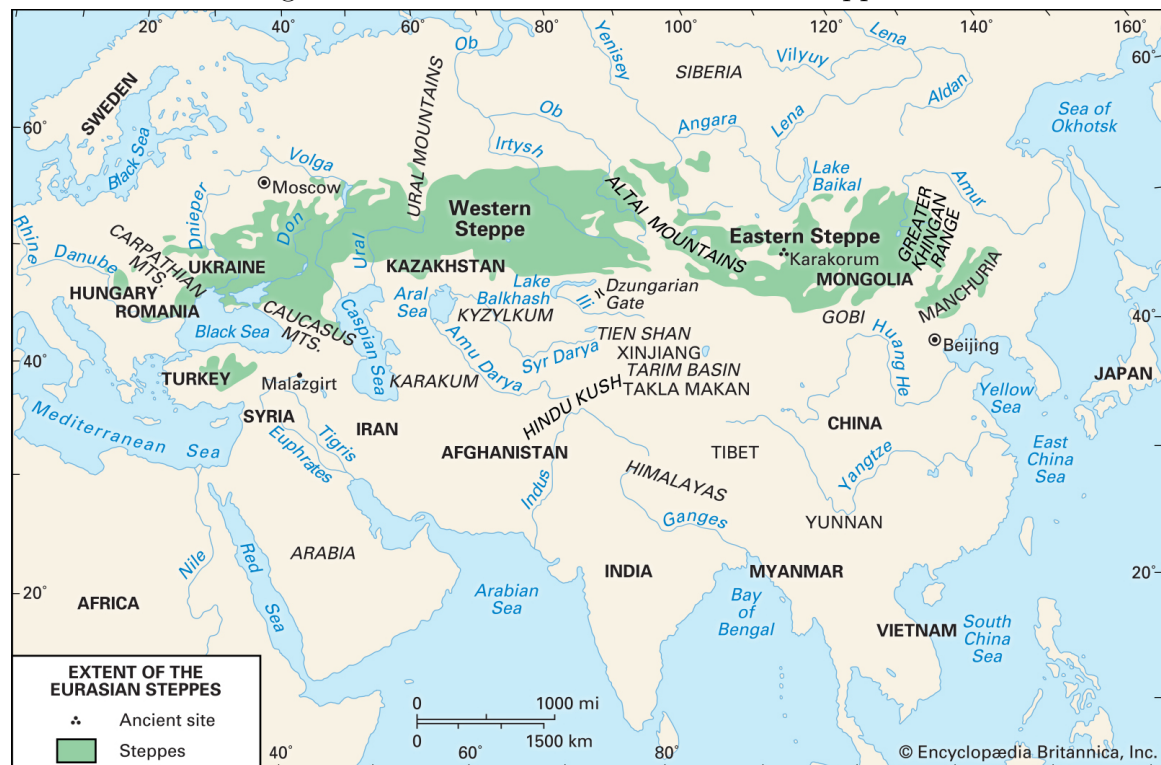 20°
40°
60°
80°
100°
120°
140°
160°
Ob
Yenisey
Lena
Vilyuy
SIBERIA
60°
Aldan
SWEDEN
URAL MOUNTAINS
Ob
Sea of
Okhotsk
60°
Angara
Lena
Irtysh
Black Sea
Volga
Moscow
Lake
Baikal
Amur
Dnieper
Don
Western
Steppe
ALTAI MOUNTAINS
GREATER
KHINGAN
RANGE
Rhine
Ural
Eastern Steppe
Karakorum
Danube
CARPATHIAN
MTS.
UKRAINE
KAZAKHSTAN
MONGOLIA
MANCHURIA
HUNGARY
ROMANIA
Lake
Balkhash
Ili
Dzungarian
Gate
Aral
Sea
KYZYLKUM
GOBI
Huang He
40°
Black Sea
CAUCASUS
MTS.
Caspian Sea
Amu Darya
Syr Darya
TIEN SHAN
XINJIANG
TARIM BASIN
TAKLA MAKAN
Beijing
40°
TURKEY
Malazgirt
KARAKUM
HINDU KUSH
Yellow
Sea
JAPAN
Mediterranean Sea
SYRIA
Euphrates
Tigris
IRAN
AFGHANISTAN
CHINA
TIBET
East
China
Sea
Indus
HIMALAYAS
Yangtze
Ganges
YUNNAN
Nile
Red
Sea
ARABIA
20°
AFRICA
Arabian
Sea
INDIA
Bay
of
Bengal
MYANMAR
20°
VIETNAM
South
China
Sea
EXTENT OF THE
EURASIAN STEPPES
Ancient site
Steppes
0 1000 mi
0 1500 km
40°
60°
80°
© Encyclopædia Britannica, Inc.